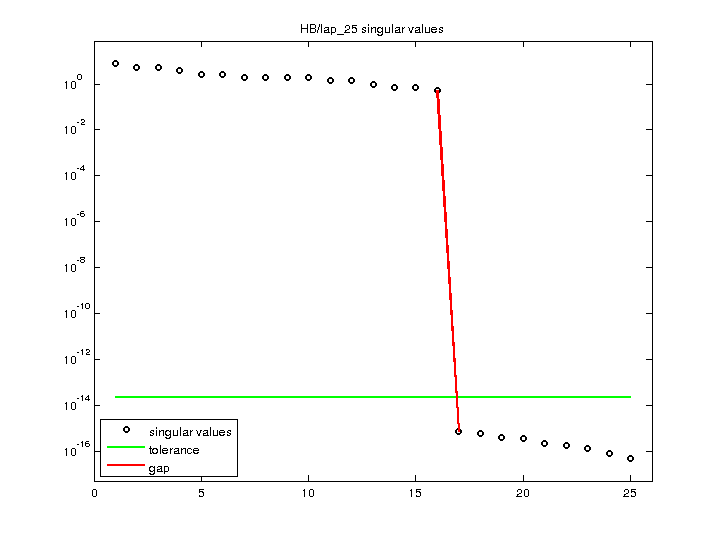 HB/lap_25 singular values
10^0
10^-2
10^-4
10^-6
10^-8
10^-10
10^-12
10^-14
10^-16
singular values
tolerance
gap
0 5 10 15 20 25